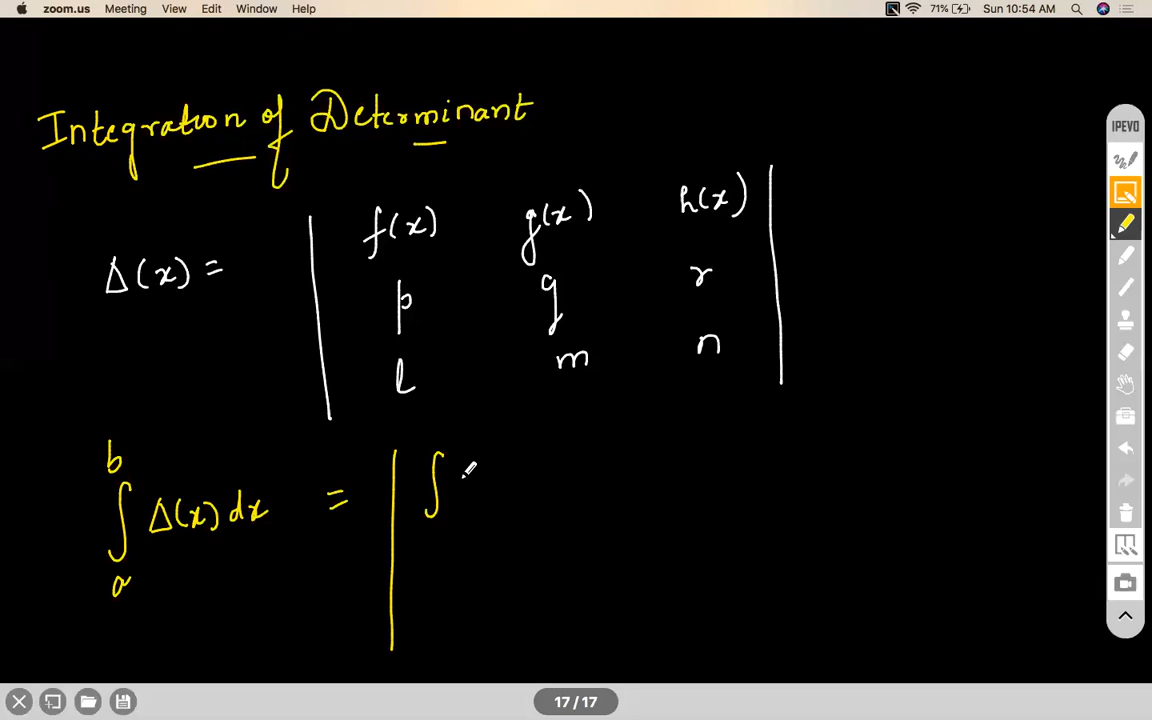 zoom.us Meeting View Edit Window Help 71% Sun 10:54 AM
Integration of Determinant
IPEVO
Δ(x) = | f(x) g(x) h(x) |
p q r
l m n
b
∫ Δ(x) dx = | ∫
a
17/17